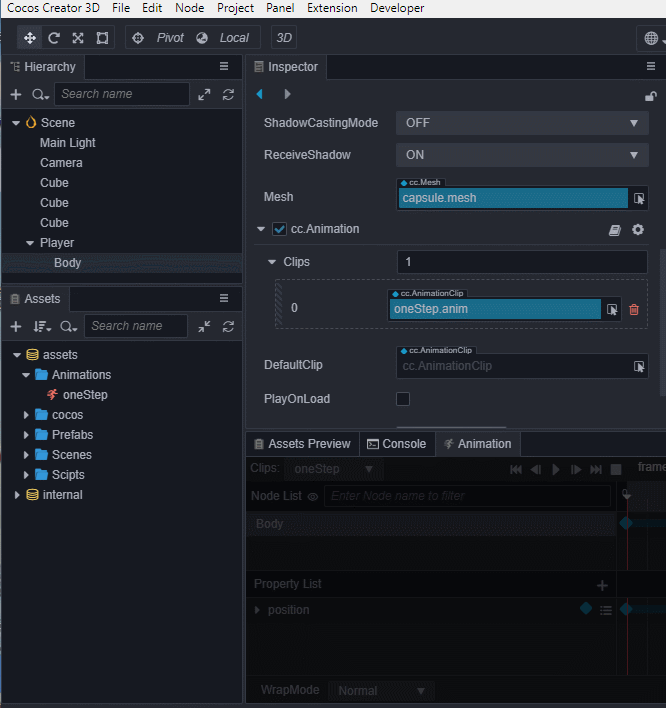 Cocos Creator 3D File Edit Node Project Panel Extension Developer
Pivot Local 3D
Hierarchy
Search name
Scene
Main Light
Camera
Cube
Cube
Cube
Player
Body
Assets
Search name
assets
Animations
oneStep
cocos
Prefabs
Scenes
Scipts
internal
Inspector
ShadowCastingMode OFF
ReceiveShadow ON
cc.Mesh
Mesh capsule.mesh
cc.Animation
Clips 1
cc.AnimationClip
0 oneStep.anim
cc.AnimationClip
DefaultClip cc.AnimationClip
PlayOnLoad
Assets Preview Console Animation
Clips: oneStep frame
Node List Enter Node name to filter 0
Body
Property List
position
WrapMode Normal